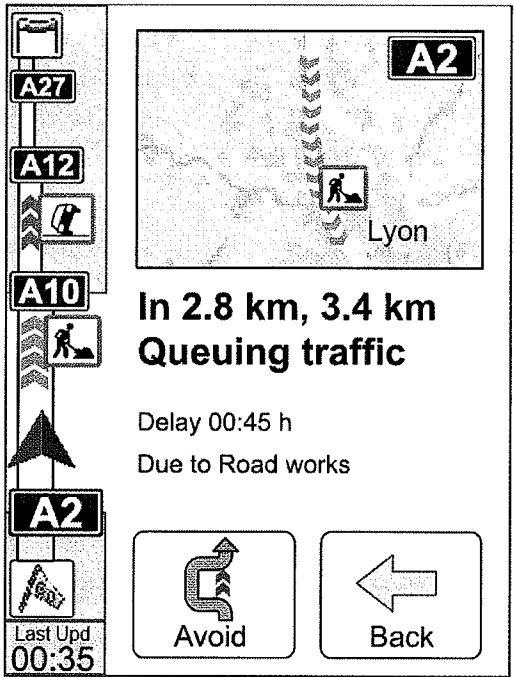 A27
A12
A10
A2
Last Upd
00:35
A2
Lyon
In 2.8 km, 3.4 km
Queuing traffic
Delay 00:45 h
Due to Road works
Avoid
Back